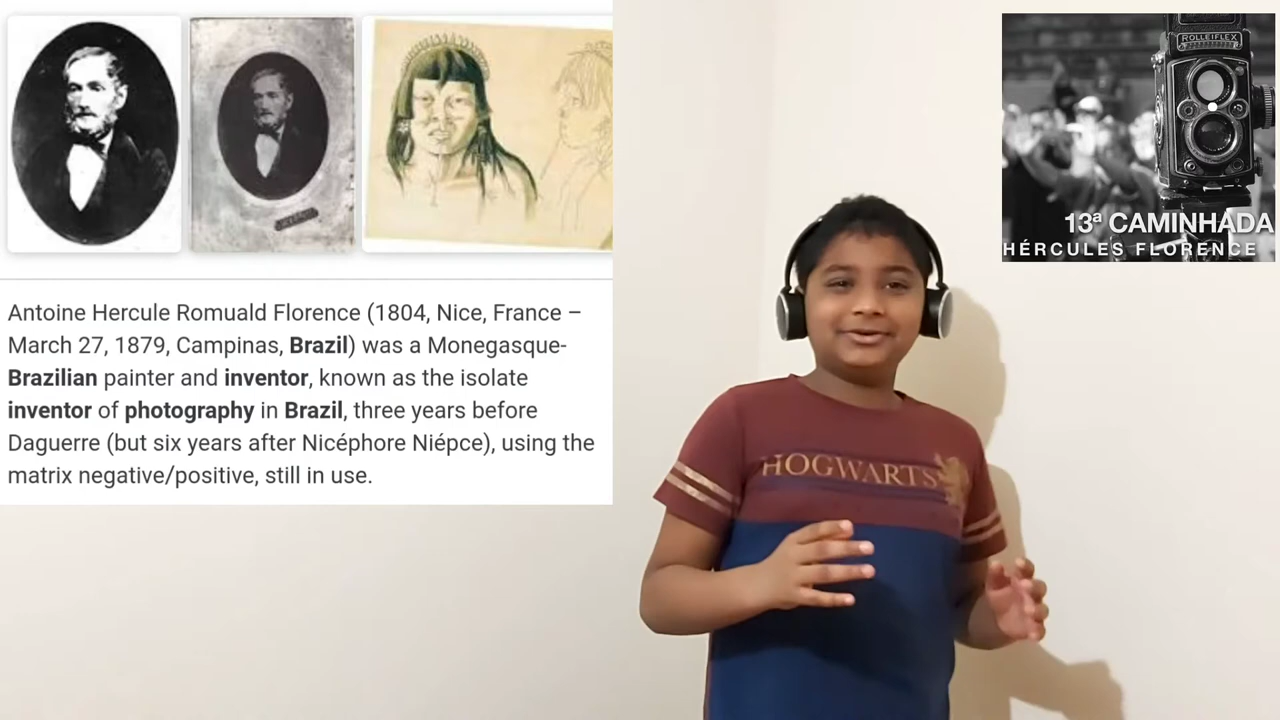 Antoine Hercule Romuald Florence (1804, Nice, France –
March 27, 1879, Campinas, Brazil) was a Monegasque-
Brazilian painter and inventor, known as the isolate
inventor of photography in Brazil, three years before
Daguerre (but six years after Nicéphore Niépce), using the
matrix negative/positive, still in use.
ROLLEIFLEX
13ª CAMINHADA
HÉRCULES FLORENCE
HOGWARTS